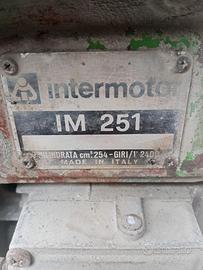 intermotor
IM 251
CILINDRATA cm³ 254-GIRI/1' 2400
MADE IN ITALY